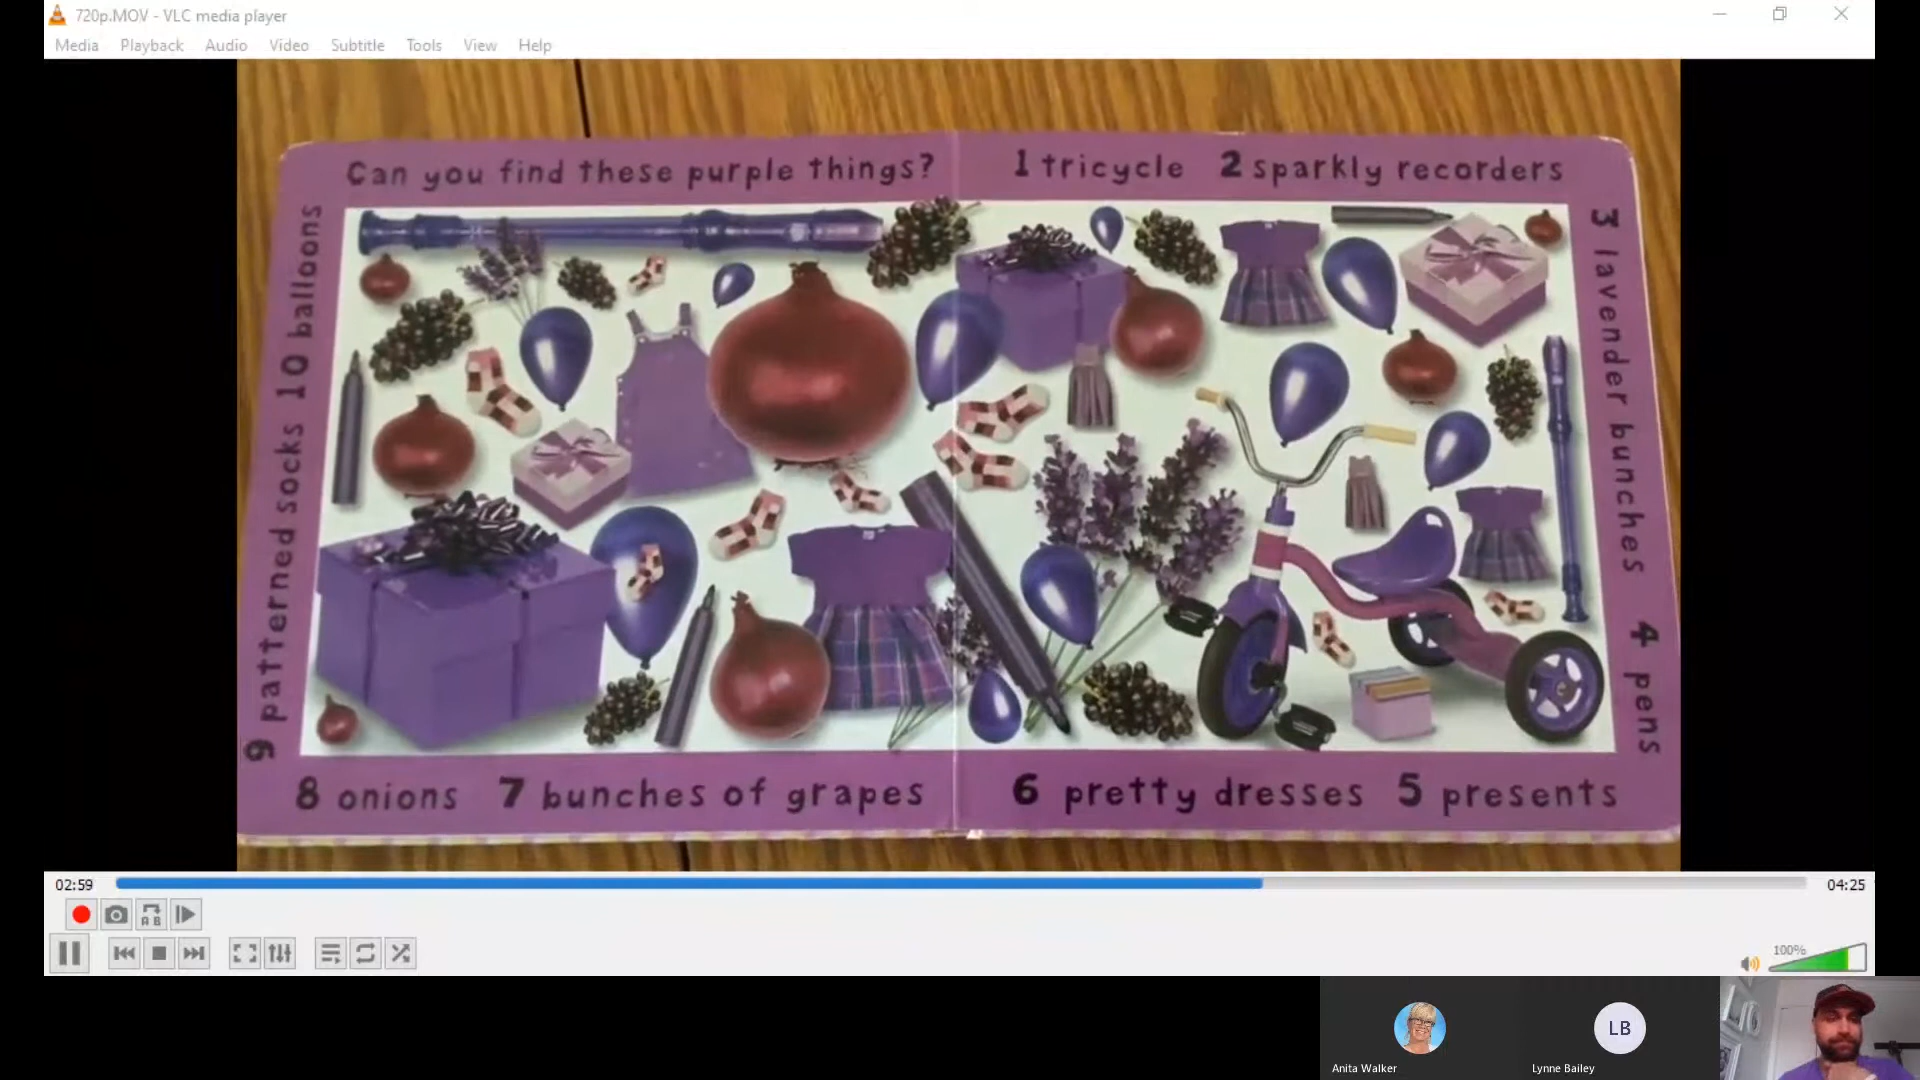 720p.MOV - VLC media player
Media Playback Audio Video Subtitle Tools View Help
Can you find these purple things?
1 tricycle 2 sparkly recorders
3 lavender bunches 4 pens
5 presents
6 pretty dresses
7 bunches of grapes
8 onions
9 patterned socks 10 balloons
02:59
04:25
A B
100%
LB
Anita Walker
Lynne Bailey